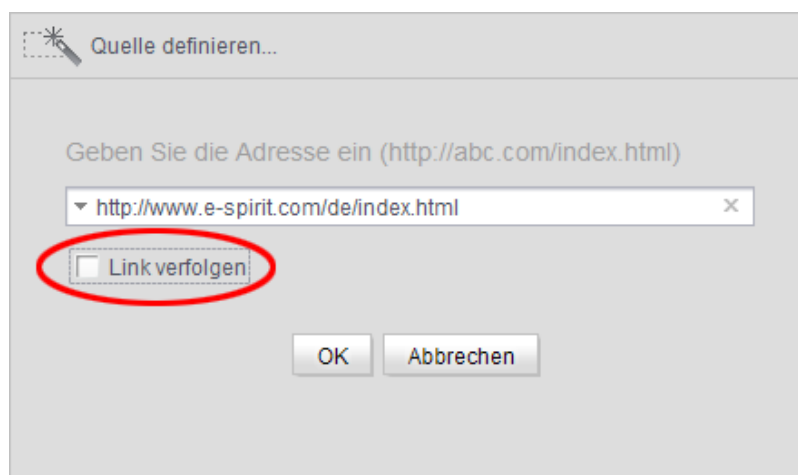 Quelle definieren...
Geben Sie die Adresse ein (http://abc.com/index.html)
http://www.e-spirit.com/de/index.html
Link verfolgen
OK Abbrechen